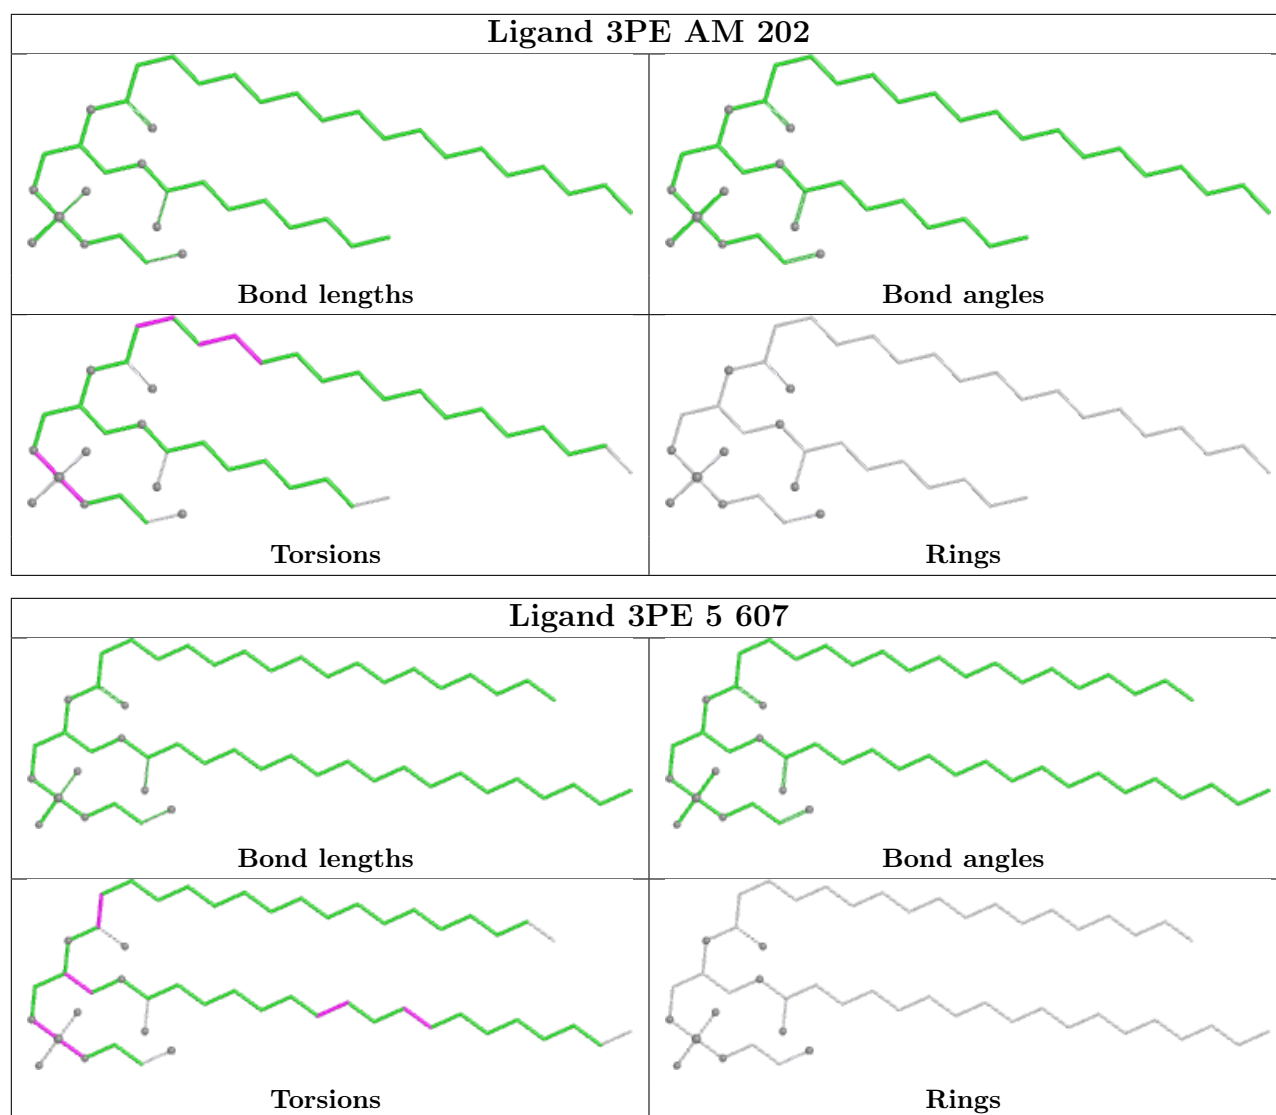 Ligand 3PE AM 202
Bond lengths
Bond angles
Torsions
Rings
Ligand 3PE 5 607
Bond lengths
Bond angles
Torsions
Rings